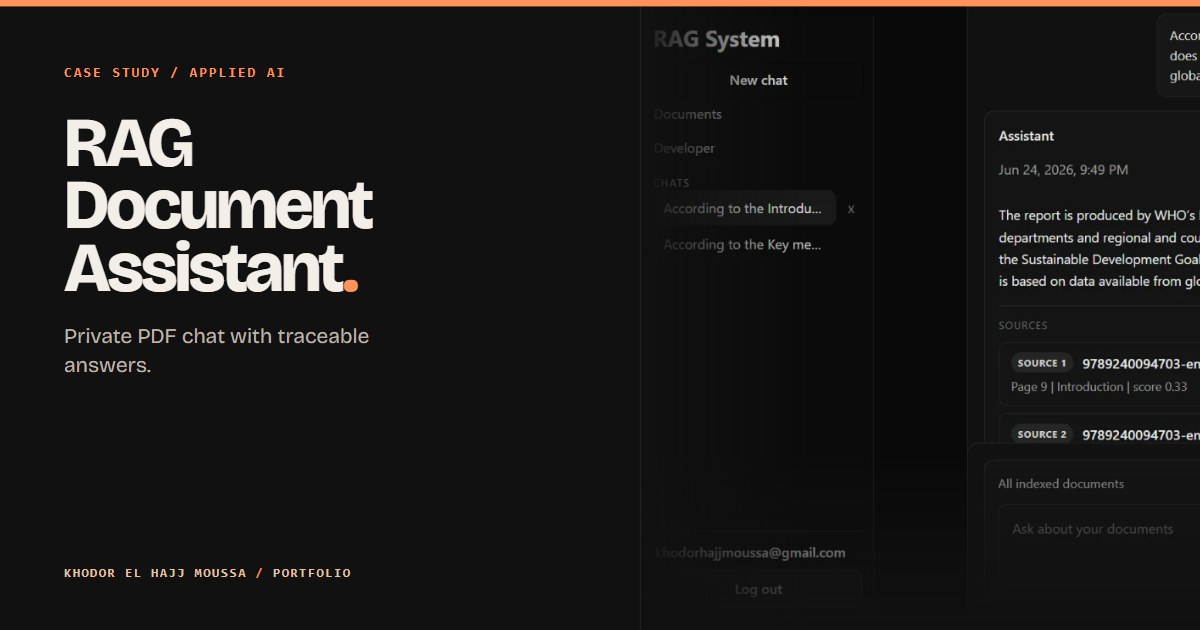 CASE STUDY / APPLIED AI
RAG
Document
Assistant.
Private PDF chat with traceable
answers.
KHODOR EL HAJJ MOUSSA / PORTFOLIO
RAG System
New chat
Documents
Developer
CHATS
According to the Introdu... x
According to the Key me...
khodorhajjmoussa@gmail.com
Log out
does
Assistant
Jun 24, 2026, 9:49 PM
The report is produced by WHO's
departments and regional and
the Sustainable Development
is based on data available from
SOURCES
SOURCE 1 9789240094703-en
Page 9 | Introduction | score 0.33
SOURCE 2 9789240094703-en
All indexed documents
Ask about your documents